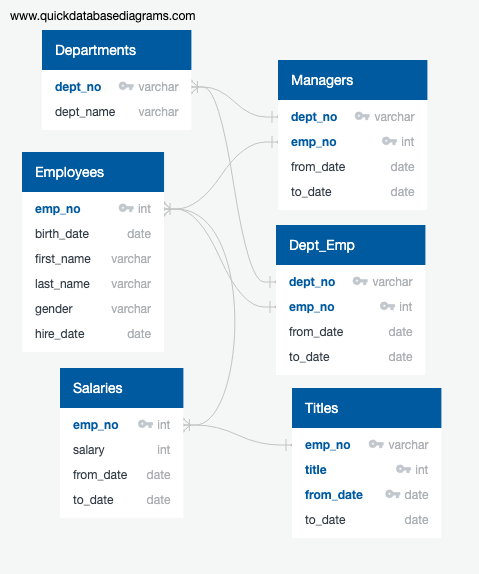 www.quickdatabasediagrams.com
Departments
dept_no varchar
dept_name varchar
Managers
dept_no varchar
emp_no int
from_date date
to_date date
Employees
emp_no int
birth_date date
first_name varchar
last_name varchar
gender varchar
hire_date date
Dept_Emp
dept_no varchar
emp_no int
from_date date
to_date date
Salaries
emp_no int
salary int
from_date date
to_date date
Titles
emp_no varchar
title int
from_date date
to_date date